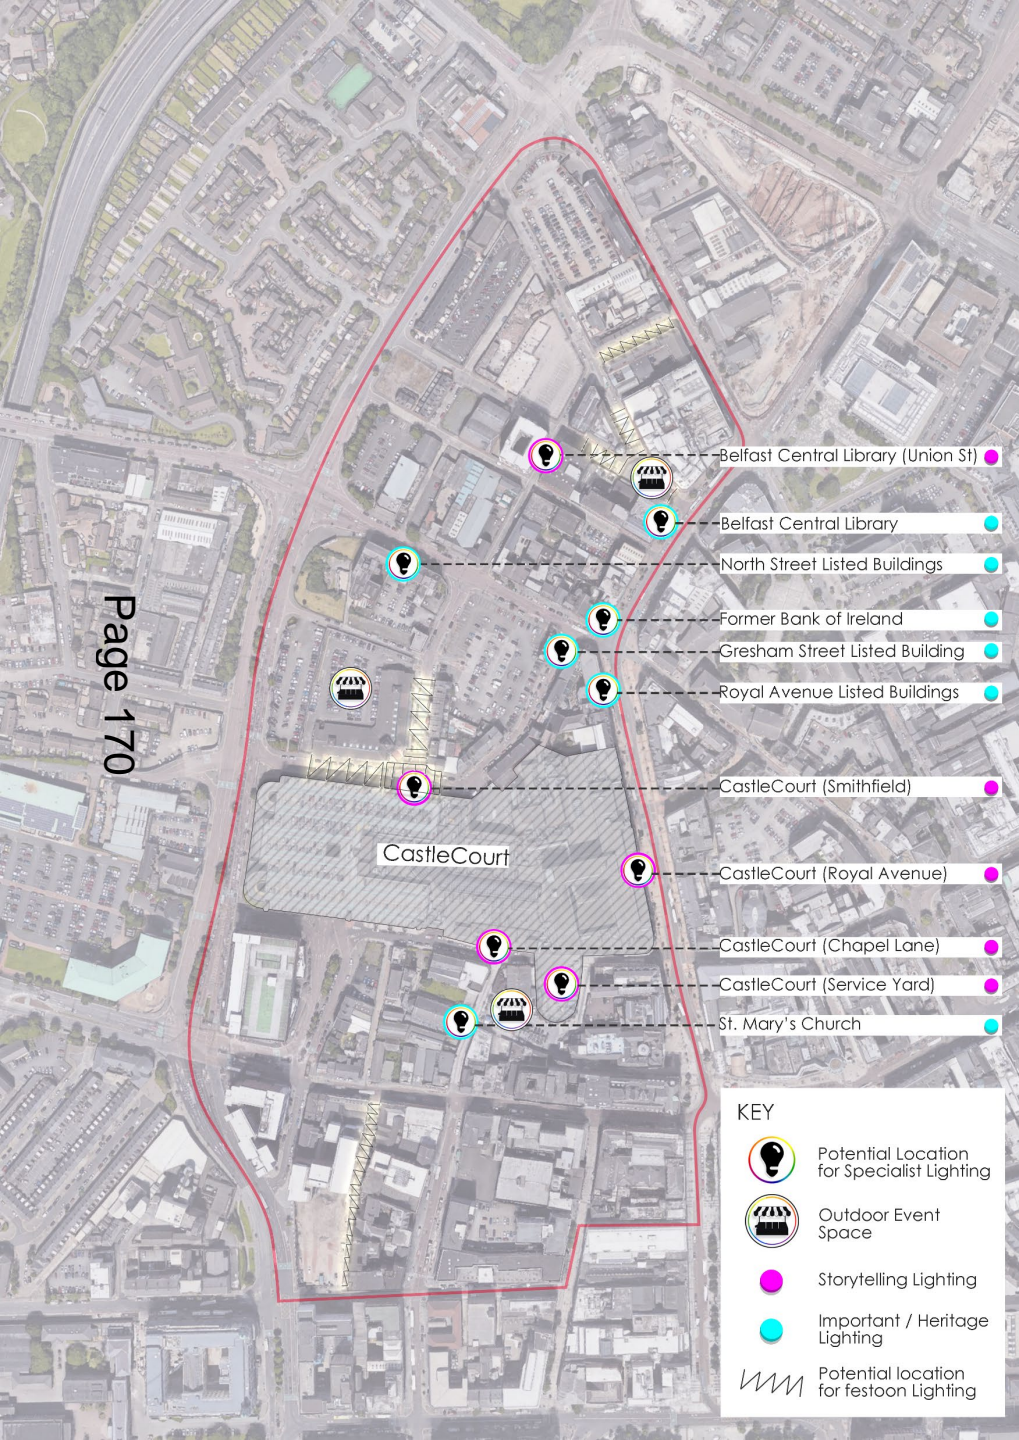 Belfast Central Library (Union St)
Belfast Central Library
North Street Listed Buildings
Former Bank of Ireland
Gresham Street Listed Building
Royal Avenue Listed Buildings
CastleCourt (Smithfield)
CastleCourt
CastleCourt (Royal Avenue)
CastleCourt (Chapel Lane)
CastleCourt (Service Yard)
St. Mary's Church
Page 170
KEY
Potential Location
for Specialist Lighting
Outdoor Event
Space
Storytelling Lighting
Important / Heritage
Lighting
Potential location
for festoon Lighting